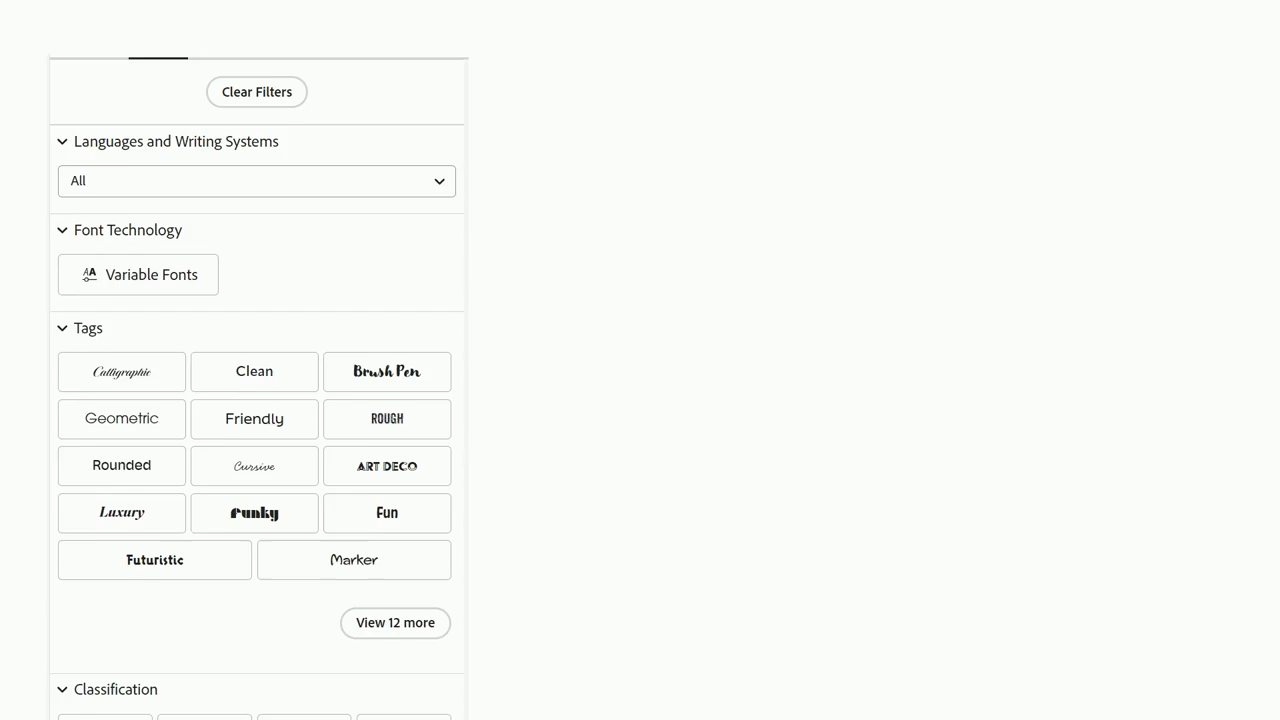 Clear Filters
Languages and Writing Systems
All
Font Technology
Variable Fonts
Tags
Calligraphic
Clean
Brush Pen
Geometric
Friendly
ROUGH
Rounded
Cursive
ART DECO
Luxury
Funky
Fun
Futuristic
Marker
View 12 more
Classification